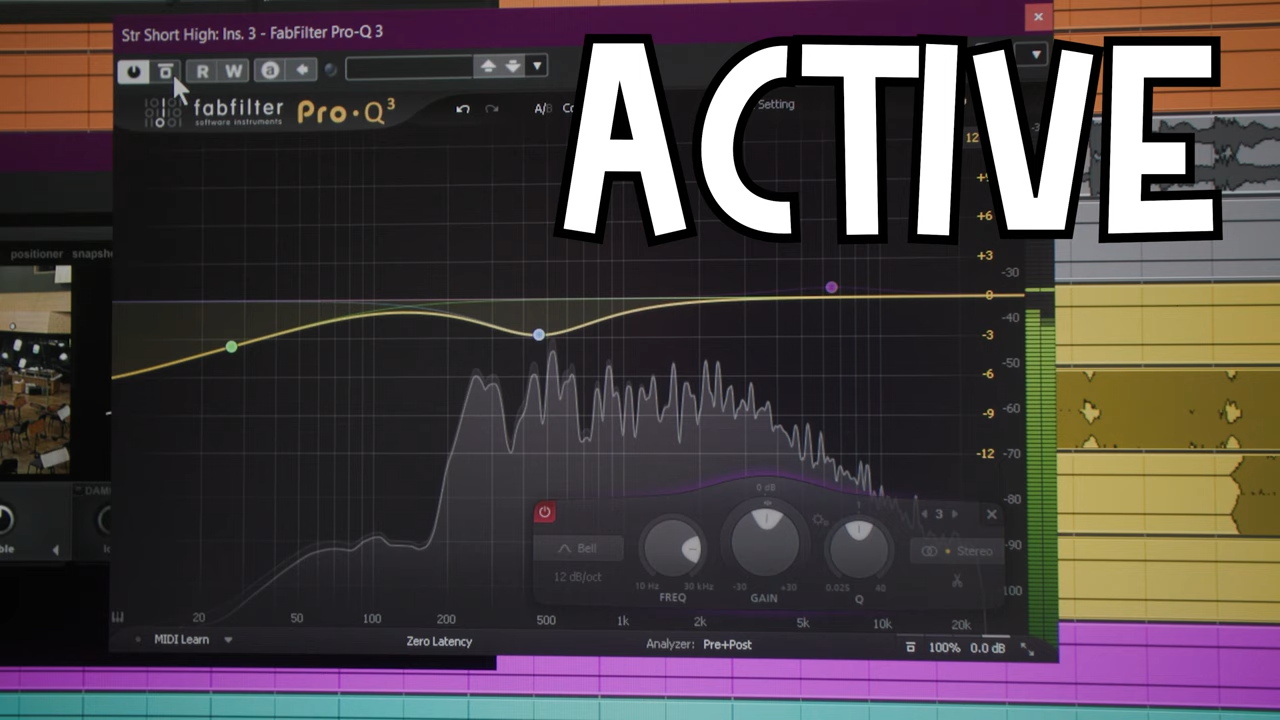 Str Short High: Ins. 3 - FabFilter Pro-Q 3
R W a
fabfilter
software instruments
Pro·Q 3
A/B
Setting
ACTIVE
positioner snapsh
12
+3
+6
0
-3
-6
-9
-12
-30
-40
-50
-60
-70
-80
-90
100
0 dB
3
Bell
12 dB/oct
10 Hz 30 kHz
FREQ
-30 +30
GAIN
0.025 40
Q
Stereo
20 50 100 200 500 1k 2k 5k 10k 20k
MIDI Learn
Zero Latency
Analyzer: Pre+Post
100% 0.0 dB